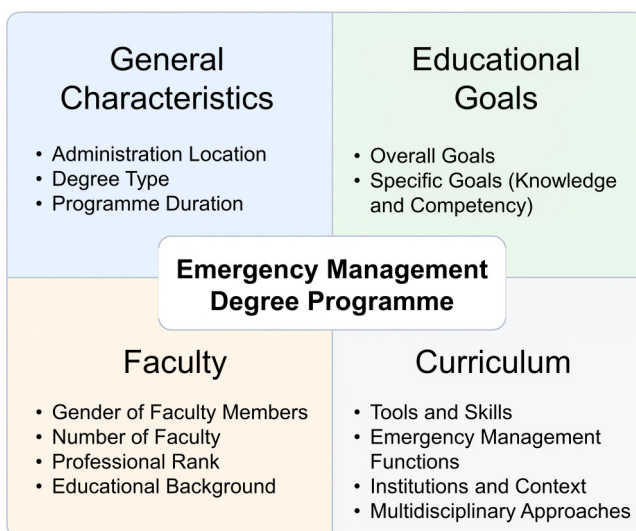 General
Characteristics
• Administration Location
• Degree Type
• Programme Duration
Educational
Goals
• Overall Goals
• Specific Goals (Knowledge
and Competency)
Emergency Management
Degree Programme
Faculty
• Gender of Faculty Members
• Number of Faculty
• Professional Rank
• Educational Background
Curriculum
• Tools and Skills
• Emergency Management
Functions
• Institutions and Context
• Multidisciplinary Approaches